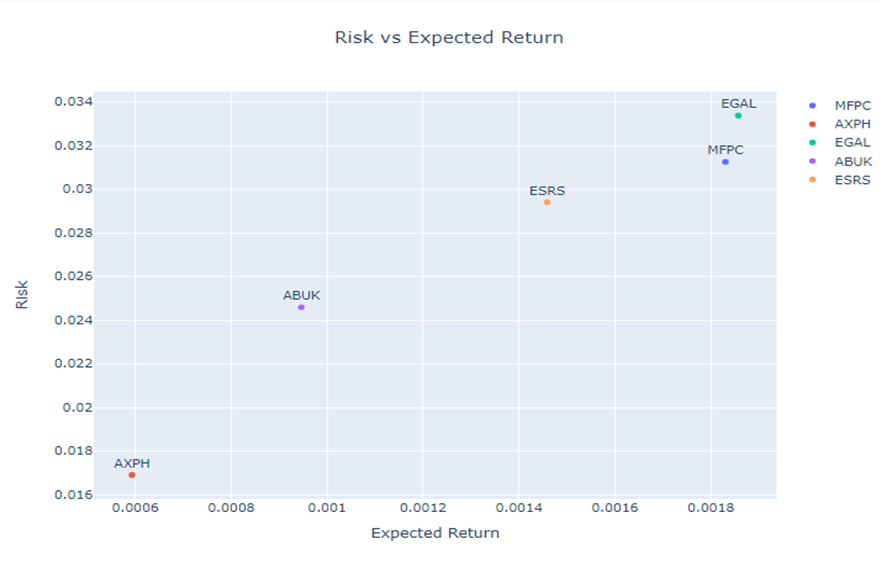 Risk vs Expected Return
0.034
0.032
0.03
0.028
0.026
0.024
0.022
0.02
0.018
0.016
Risk
EGAL
MFPC
ESRS
ABUK
AXPH
0.0006
0.0008
0.001
0.0012
0.0014
0.0016
0.0018
Expected Return
MFPC
AXPH
EGAL
ABUK
ESRS